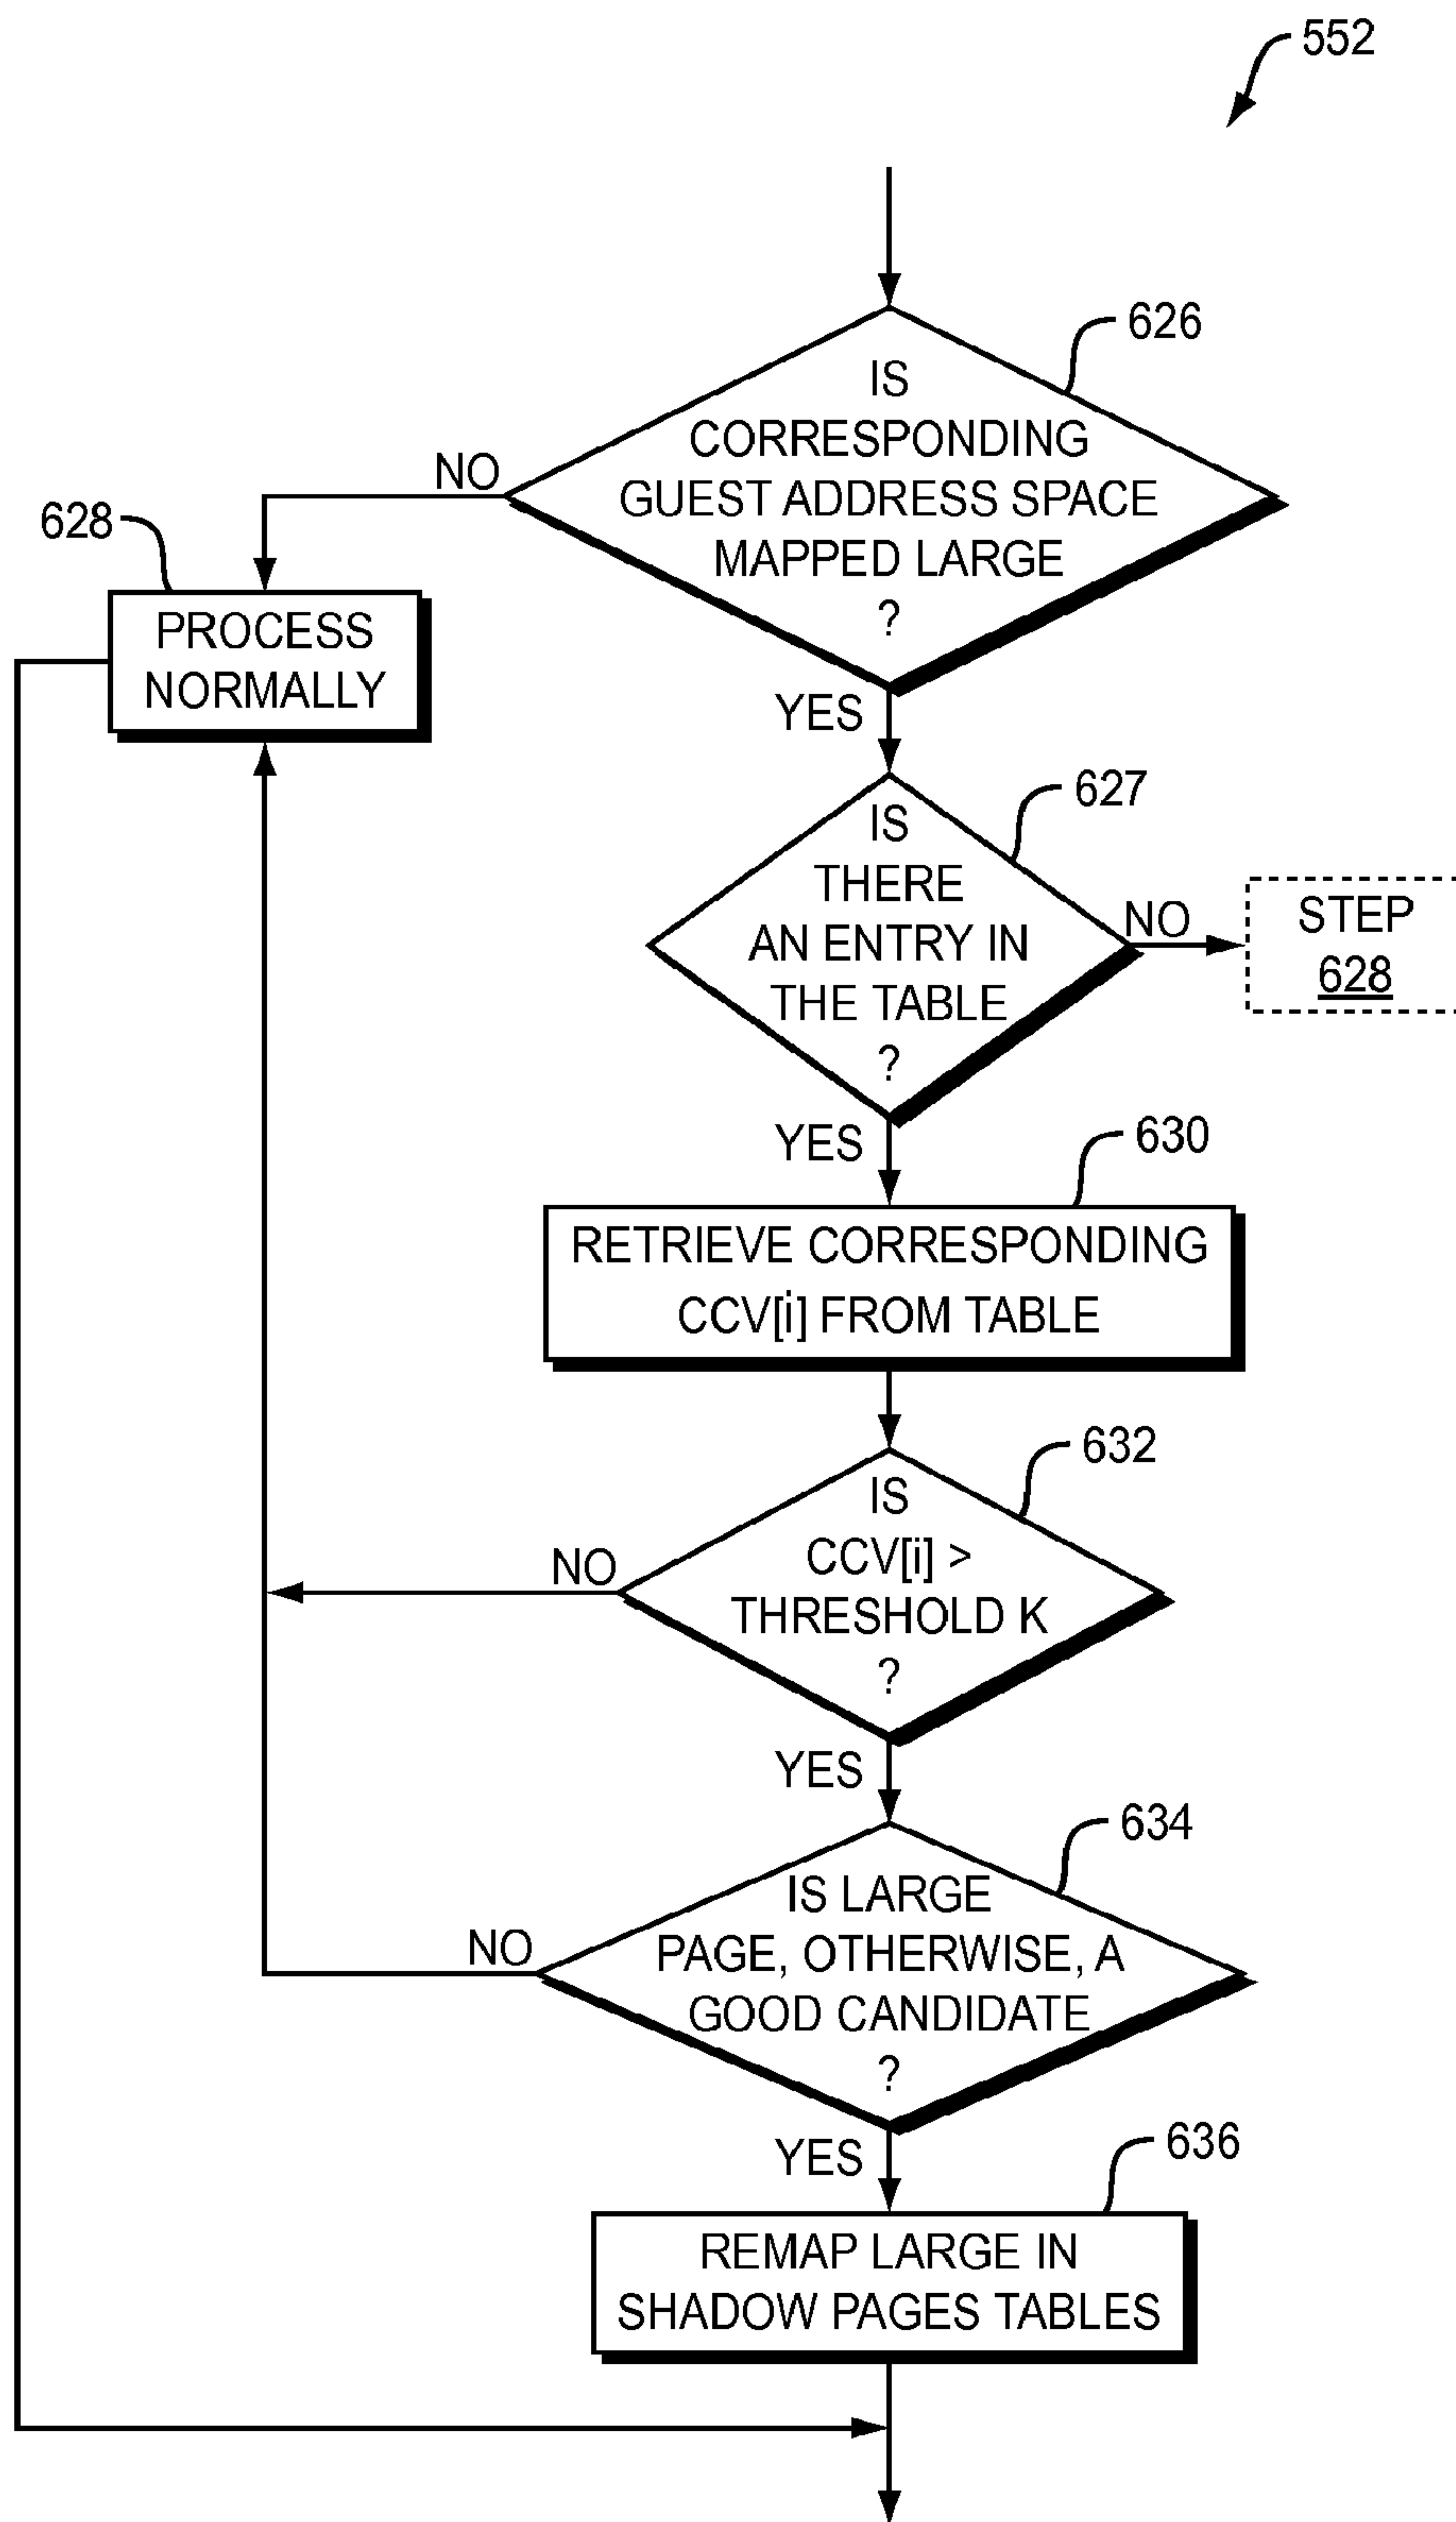 552
626
IS
CORRESPONDING
GUEST ADDRESS SPACE
MAPPED LARGE
?
NO
628
PROCESS
NORMALLY
YES
627
IS
THERE
AN ENTRY IN
THE TABLE
?
NO
STEP
628
YES
630
RETRIEVE CORRESPONDING
CCV[i] FROM TABLE
632
IS
CCV[i] >
THRESHOLD K
?
NO
YES
634
IS LARGE
PAGE, OTHERWISE, A
GOOD CANDIDATE
?
NO
YES
636
REMAP LARGE IN
SHADOW PAGES TABLES